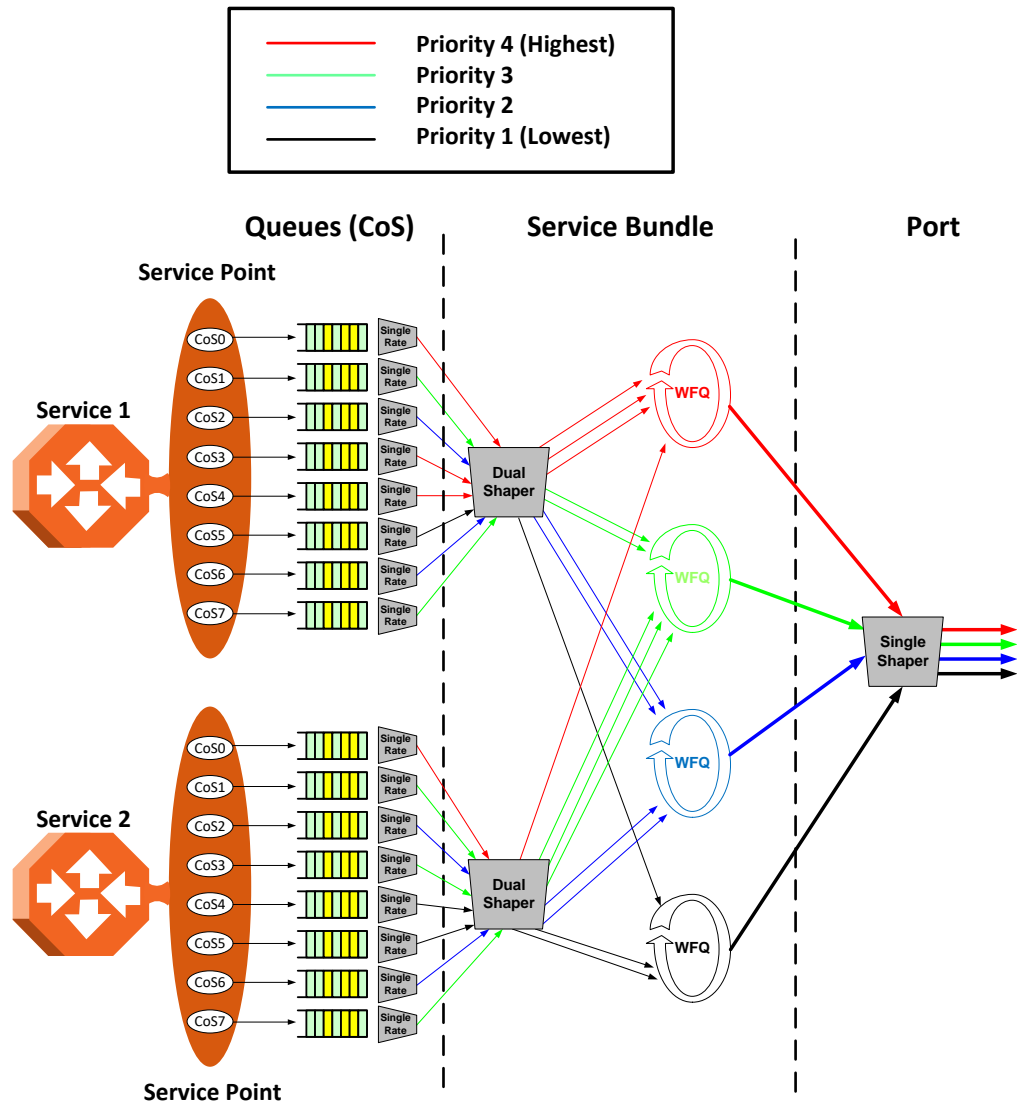 Priority 4 (Highest)
Priority 3
Priority 2
Priority 1 (Lowest)
Queues (CoS)
Service Bundle
Port
Service Point
Service 1
CoS0
CoS1
CoS2
CoS3
CoS4
CoS5
CoS6
CoS7
Single
Rate
Single
Rate
Single
Rate
Single
Rate
Single
Rate
Single
Rate
Single
Rate
Single
Rate
Dual
Shaper
WFQ
WFQ
WFQ
WFQ
Single
Shaper
Service 2
CoS0
CoS1
CoS2
CoS3
CoS4
CoS5
CoS6
CoS7
Single
Rate
Single
Rate
Single
Rate
Single
Rate
Single
Rate
Single
Rate
Single
Rate
Single
Rate
Dual
Shaper
Service Point